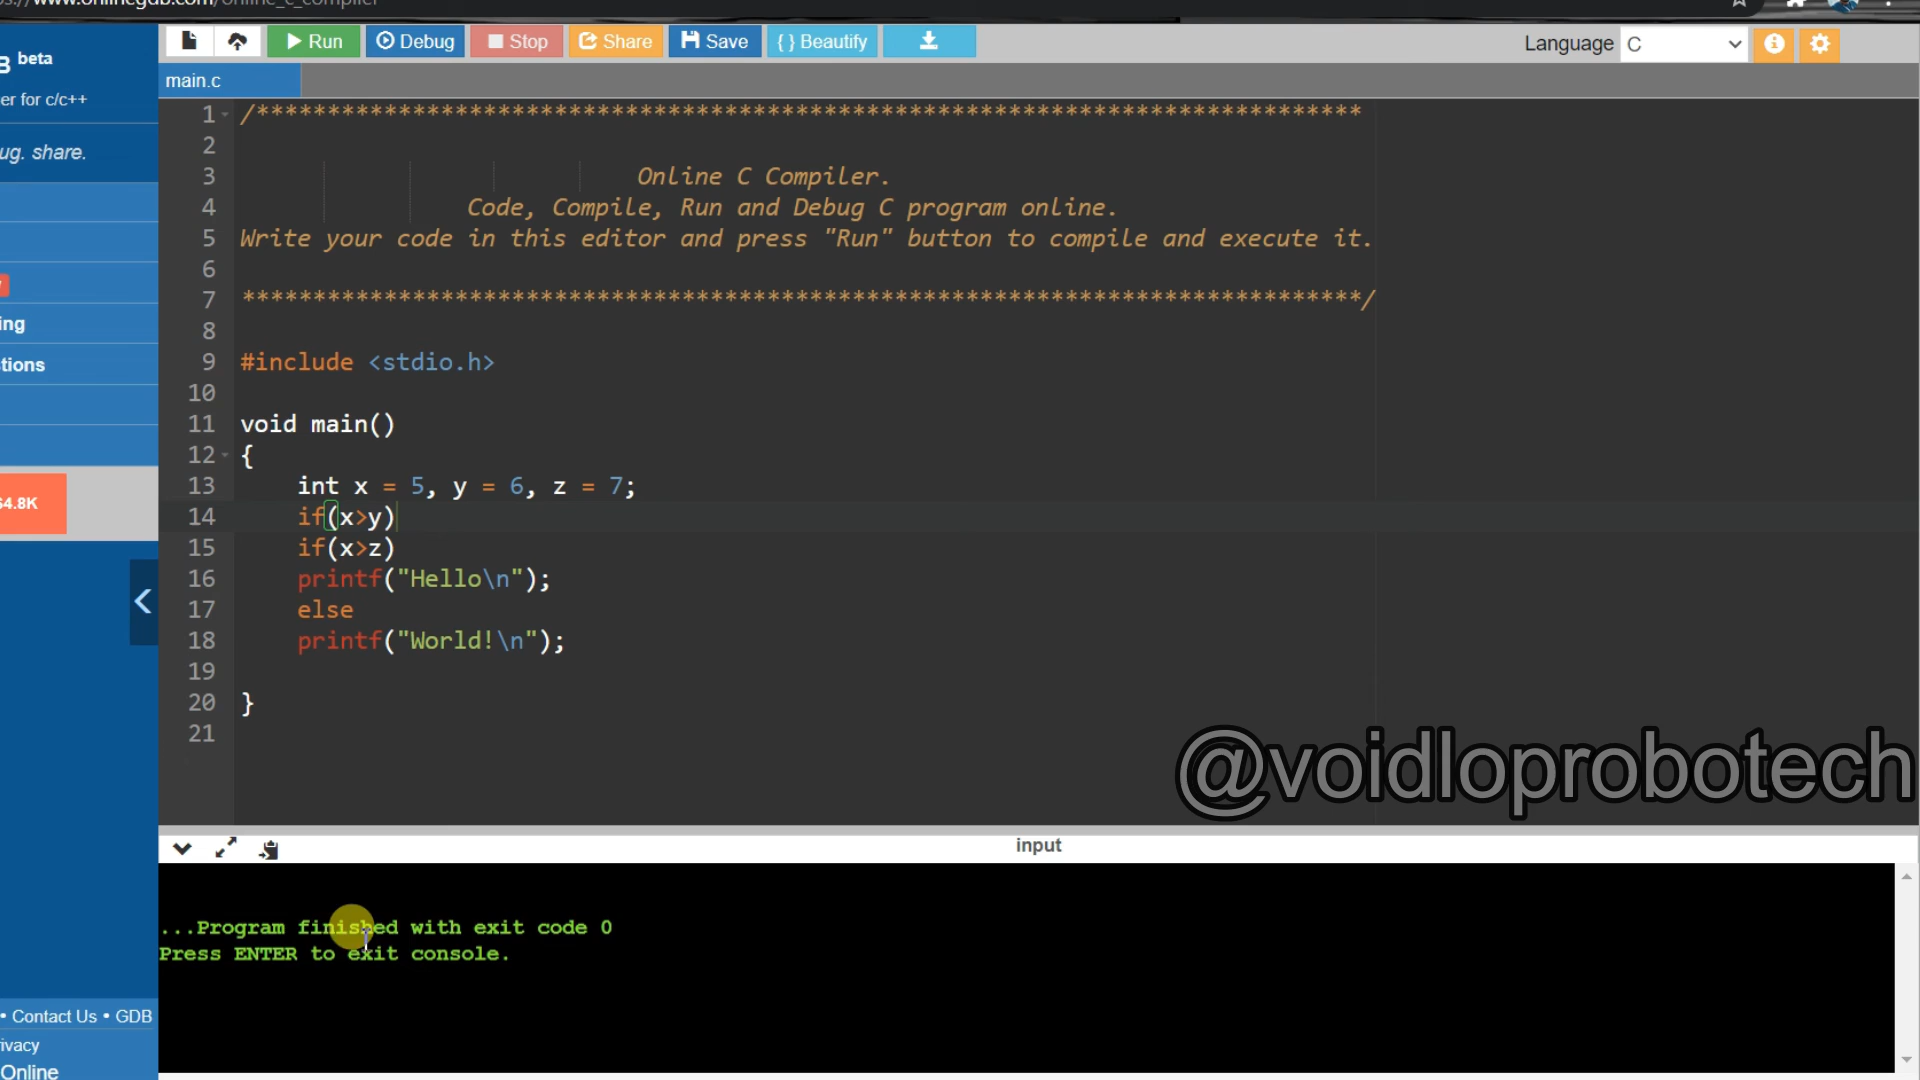 www.onlinegdb.com/online_c_compiler
B beta
er for c/c++
ug. share.
ing
tions
$4.8K
• Contact Us • GDB
Online
Run Debug Stop Share Save { } Beautify
Language C
main.c
1 /******************************************************************************
2
3 Online C Compiler.
4 Code, Compile, Run and Debug C program online.
5 Write your code in this editor and press "Run" button to compile and execute it.
6
7 *******************************************************************************/
8
9 #include <stdio.h>
10
11 void main()
12 {
13 int x = 5, y = 6, z = 7;
14 if(x>y)
15 if(x>z)
16 printf("Hello\n");
17 else
18 printf("World!\n");
19
20 }
21
@voidloprobotech
input
...Program finished with exit code 0
Press ENTER to exit console.